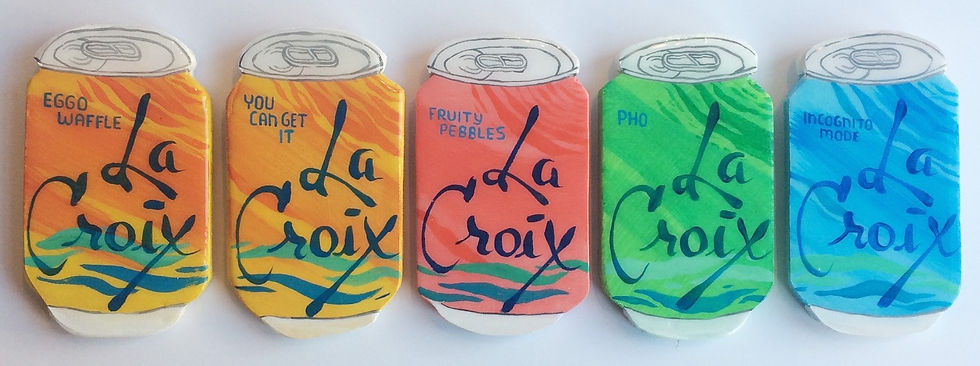 EGGO
WAFFLE
La
Croix
YOU
CAN GET
IT
La
Croix
FRUITY
PEBBLES
La
Croix
PHO
La
Croix
INCOGNITO
MODE
La
Croix